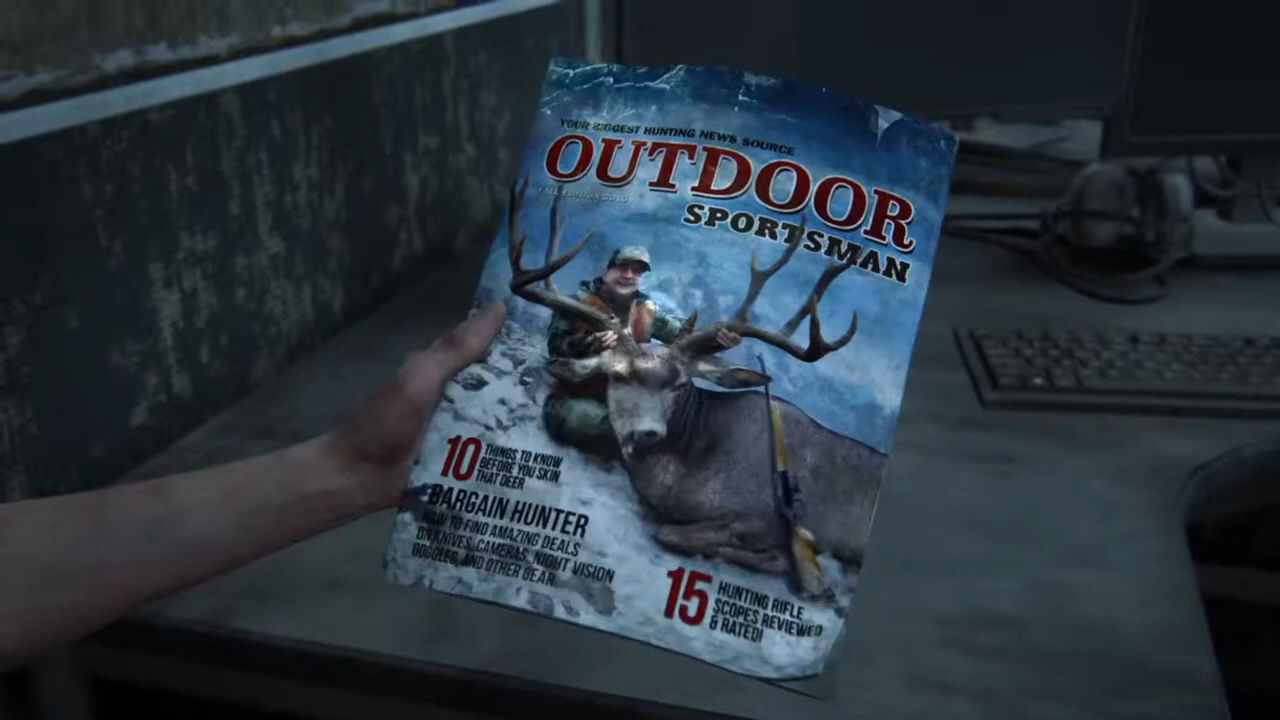 YOUR BIGGEST HUNTING NEWS SOURCE
OUTDOOR
SPORTSMAN
10 THINGS TO KNOW
BEFORE YOU SKIN
THAT DEER
BARGAIN HUNTER
HOW TO FIND AMAZING DEALS
ON KNIVES, CAMERAS, NIGHT VISION
GOGGLES, AND OTHER GEAR
15 HUNTING RIFLE
SCOPES REVIEWED
& RATED!